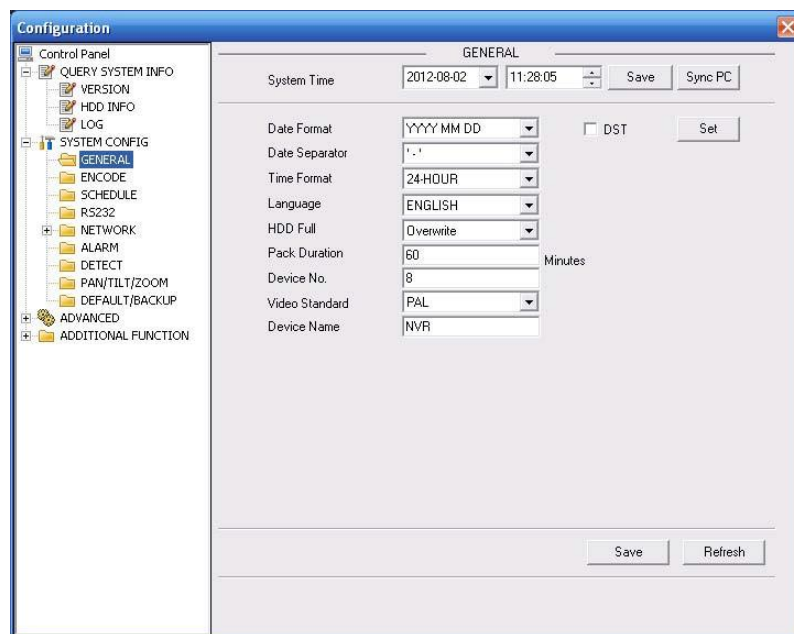 Configuration
Control Panel
QUERY SYSTEM INFO
VERSION
HDD INFO
LOG
SYSTEM CONFIG
GENERAL
ENCODE
SCHEDULE
RS232
NETWORK
ALARM
DETECT
PAN/TILT/ZOOM
DEFAULT/BACKUP
ADVANCED
ADDITIONAL FUNCTION
GENERAL
System Time 2012-08-02 11:28:05 Save Sync PC
Date Format YYYY MM DD DST Set
Date Separator '-'
Time Format 24-HOUR
Language ENGLISH
HDD Full Overwrite
Pack Duration 60 Minutes
Device No. 8
Video Standard PAL
Device Name NVR
Save Refresh